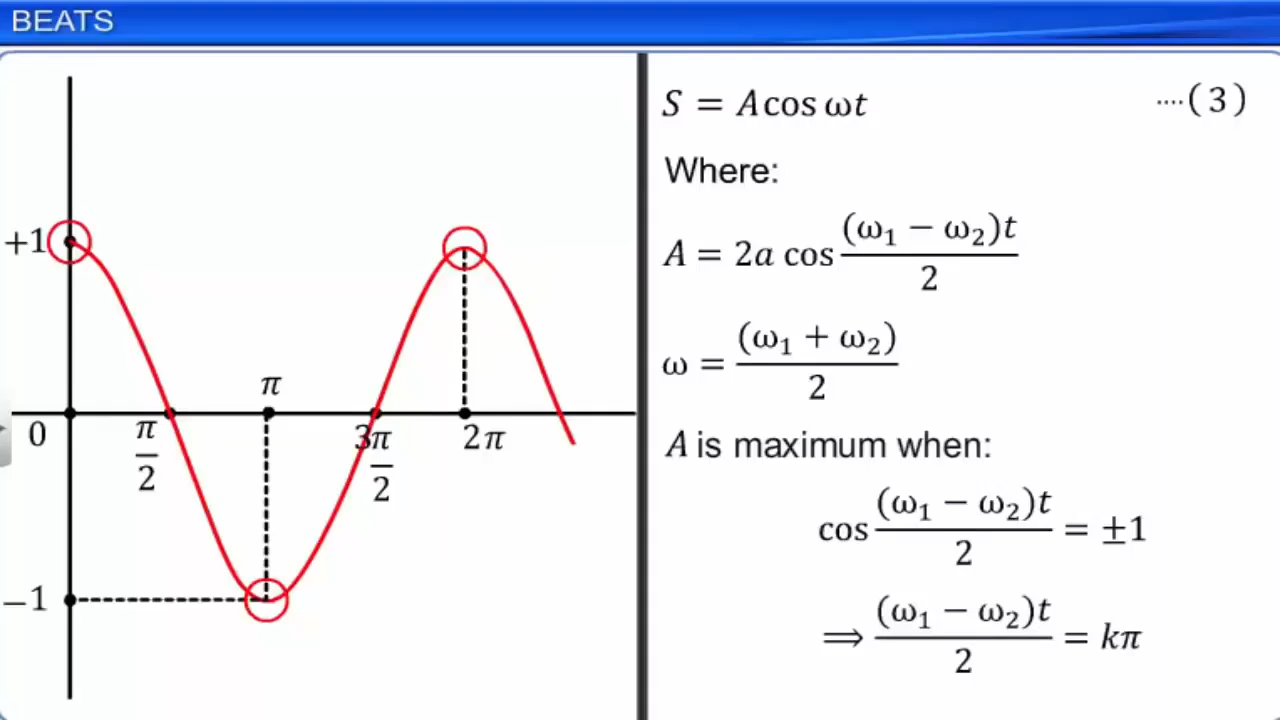 BEATS
+1
0
π/2
π
3π/2
2π
−1
S = A cos ωt ....(3)
Where:
A = 2a cos (ω₁ − ω₂)t/2
ω = (ω₁ + ω₂)/2
A is maximum when:
cos (ω₁ − ω₂)t/2 = ±1
⟹ (ω₁ − ω₂)t/2 = kπ